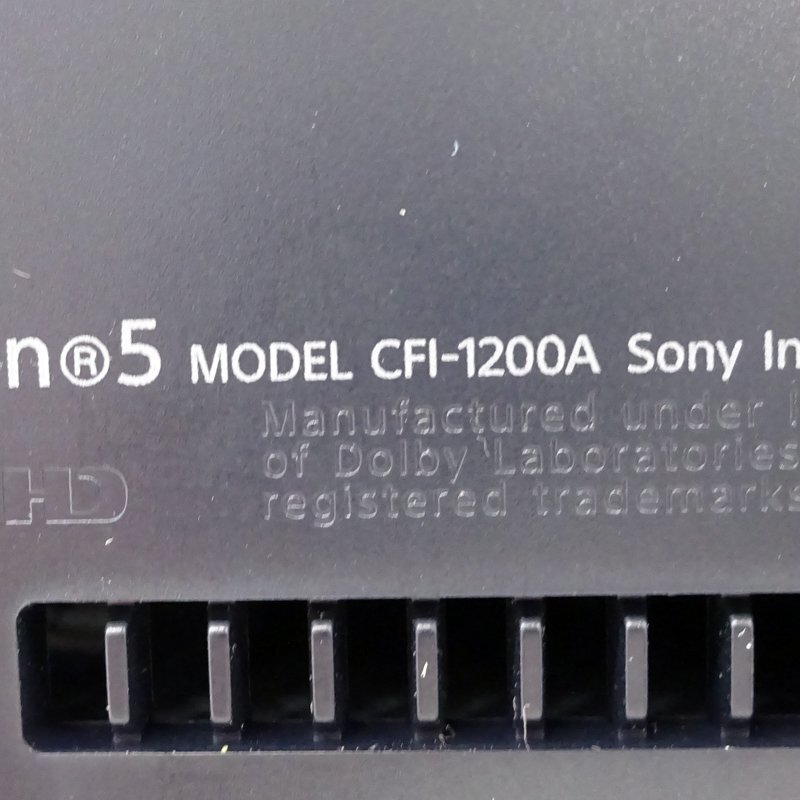 n®5 MODEL CFI-1200A Sony In
Manufactured under
of Dolby Laboratories
registered trademarks
HD